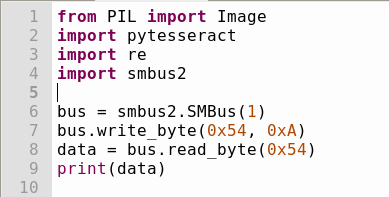 1 from PIL import Image
2 import pytesseract
3 import re
4 import smbus2
5
6 bus = smbus2.SMBus(1)
7 bus.write_byte(0x54, 0xA)
8 data = bus.read_byte(0x54)
9 print(data)
10